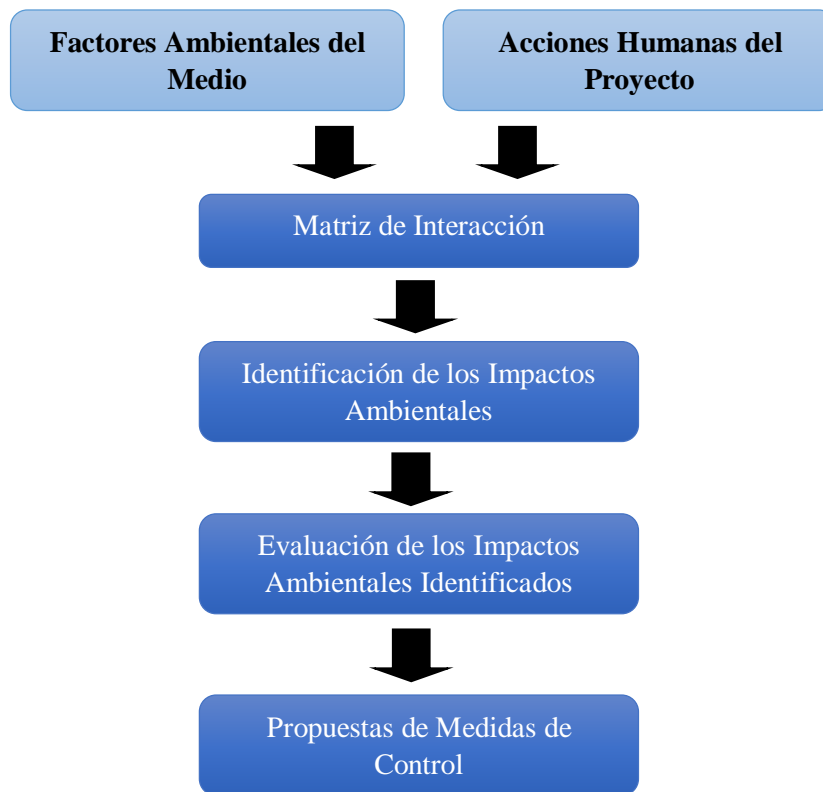 Factores Ambientales del
Medio
Acciones Humanas del
Proyecto
Matriz de Interacción
Identificación de los Impactos
Ambientales
Evaluación de los Impactos
Ambientales Identificados
Propuestas de Medidas de
Control